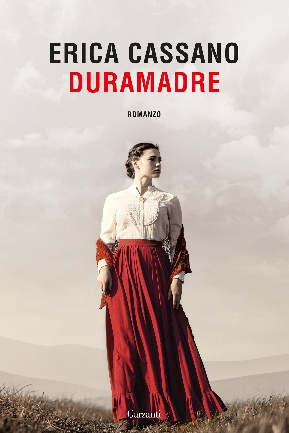 ERICA CASSANO
DURAMADRE
ROMANZO
Garzanti